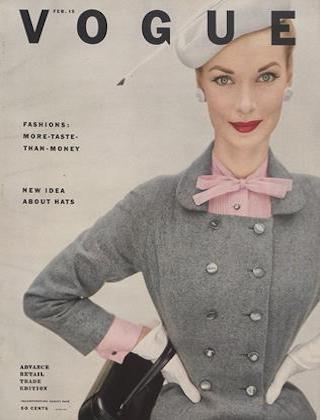 VOGUE
FEB. 15
FASHIONS:
MORE-TASTE-
THAN-MONEY
NEW IDEA
ABOUT HATS
ADVANCE
RETAIL
TRADE
EDITION
50 CENTS